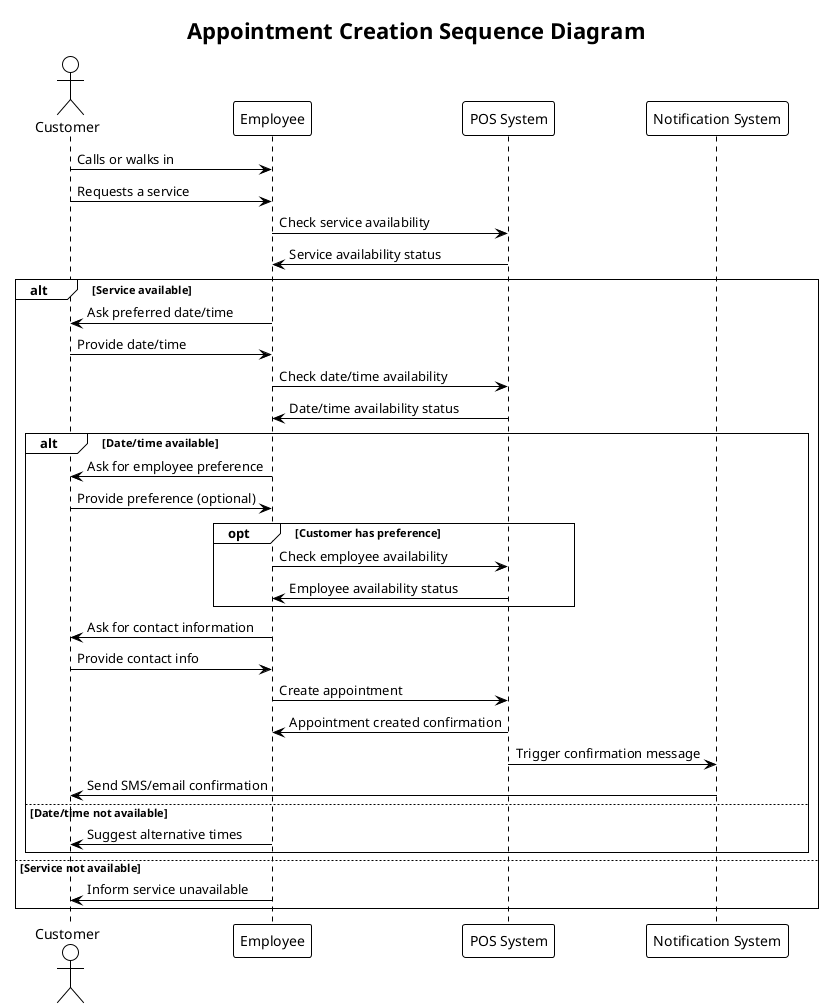 Appointment Creation Sequence Diagram
Customer
Employee
POS System
Notification System
Calls or walks in
Requests a service
Check service availability
Service availability status
alt
[Service available]
Ask preferred date/time
Provide date/time
Check date/time availability
Date/time availability status
alt
[Date/time available]
Ask for employee preference
Provide preference (optional)
opt
[Customer has preference]
Check employee availability
Employee availability status
Ask for contact information
Provide contact info
Create appointment
Appointment created confirmation
Trigger confirmation message
Send SMS/email confirmation
[Date/time not available]
Suggest alternative times
[Service not available]
Inform service unavailable
Customer
Employee
POS System
Notification System